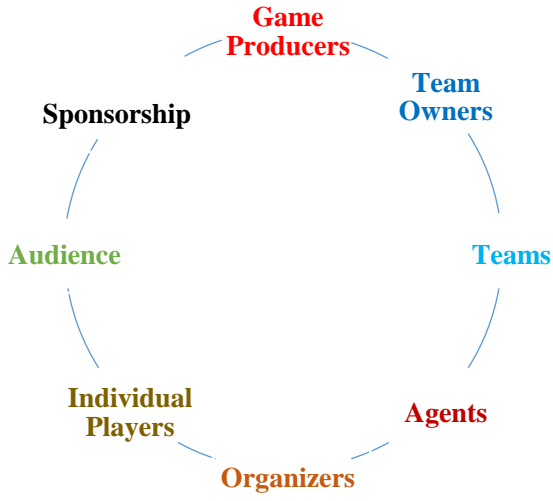 Game
Producers
Team
Owners
Sponsorship
Audience
Teams
Individual
Players
Agents
Organizers